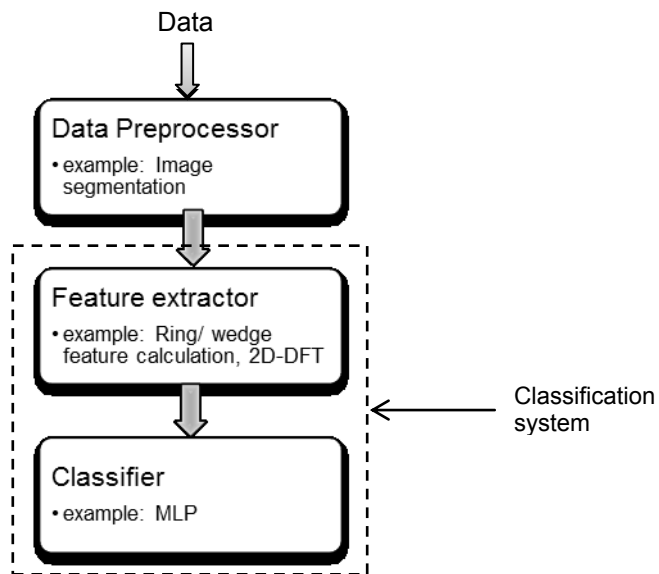 Data
Data Preprocessor
• example: Image
segmentation
Feature extractor
• example: Ring/ wedge
feature calculation, 2D-DFT
Classification
system
Classifier
• example: MLP